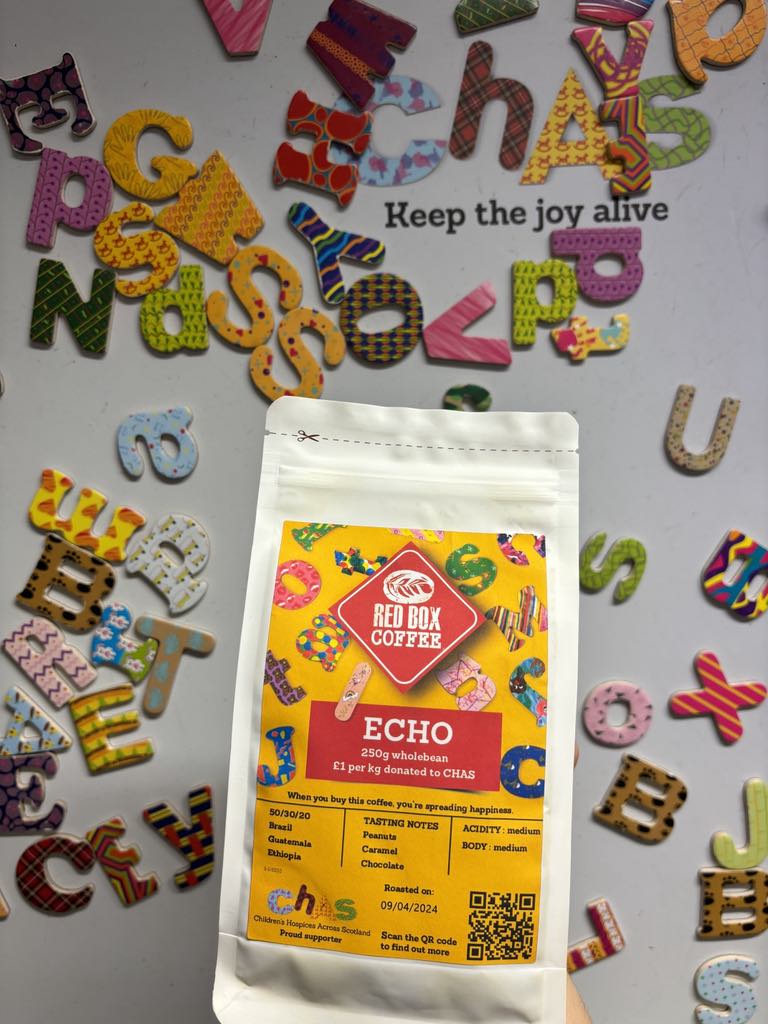 chAS
Keep the joy alive
RED BOX
COFFEE
ECHO
250g wholebean
£1 per kg donated to CHAS
When you buy this coffee, you're spreading happiness.
50/30/20
Brazil
Guatemala
Ethiopia
TASTING NOTES
Peanuts
Caramel
Chocolate
ACIDITY : medium
BODY : medium
chAS
Children's Hospices Across Scotland
Proud supporter
Roasted on:
09/04/2024
Scan the QR code
to find out more